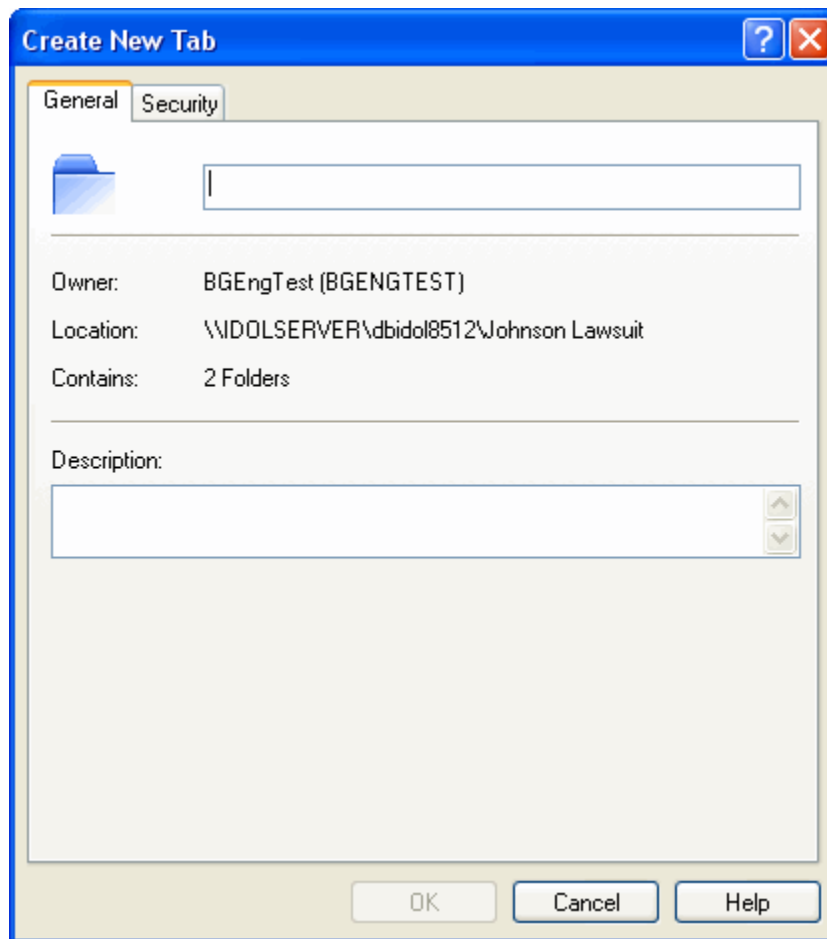 Create New Tab
General Security
Owner: BGEngTest (BGENGTEST)
Location: \\IDOLSERVER\dbidol8512\Johnson Lawsuit
Contains: 2 Folders
Description:
OK Cancel Help